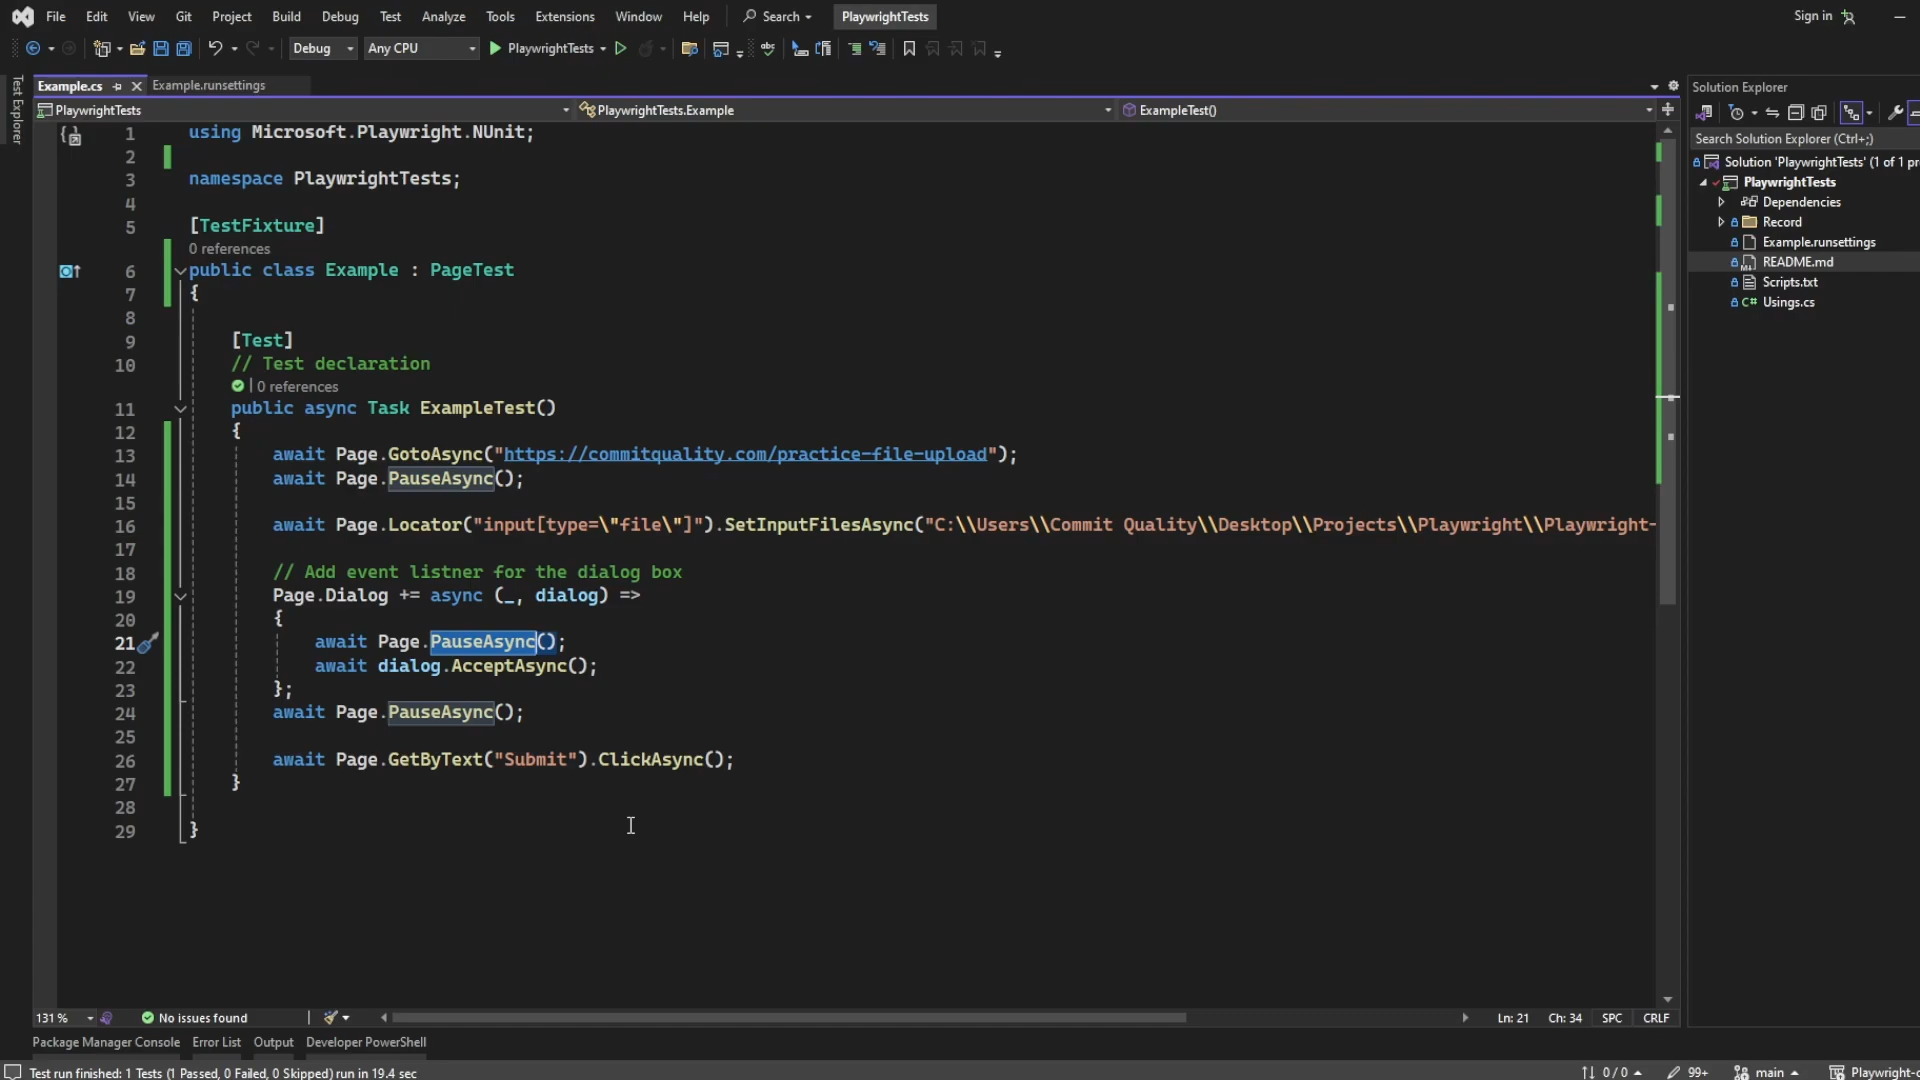 File Edit View Git Project Build Debug Test Analyze Tools Extensions Window Help Search PlaywrightTests Sign in
Debug Any CPU PlaywrightTests
Test Explorer
Example.cs Example.runsettings
PlaywrightTests PlaywrightTests.Example ExampleTest()
1 using Microsoft.Playwright.NUnit;
2
3 namespace PlaywrightTests;
4
5 [TestFixture]
0 references
6 public class Example : PageTest
7 {
8
9 [Test]
10 // Test declaration
0 references
11 public async Task ExampleTest()
12 {
13 await Page.GotoAsync("https://commitquality.com/practice-file-upload");
14 await Page.PauseAsync();
15
16 await Page.Locator("input[type=\"file\"]").SetInputFilesAsync("C:\\Users\\Commit Quality\\Desktop\\Projects\\Playwright\\Playwright-
17
18 // Add event listner for the dialog box
19 Page.Dialog += async (_, dialog) =>
20 {
21 await Page.PauseAsync();
22 await dialog.AcceptAsync();
23 };
24 await Page.PauseAsync();
25
26 await Page.GetByText("Submit").ClickAsync();
27 }
28
29 }
Solution Explorer
Search Solution Explorer (Ctrl+;)
Solution 'PlaywrightTests' (1 of 1 pr
PlaywrightTests
Dependencies
Record
Example.runsettings
README.md
Scripts.txt
C# Usings.cs
131 % No issues found Ln: 21 Ch: 34 SPC CRLF
Package Manager Console Error List Output Developer PowerShell
Test run finished: 1 Tests (1 Passed, 0 Failed, 0 Skipped) run in 19.4 sec 0 / 0 99+ main Playwright-c